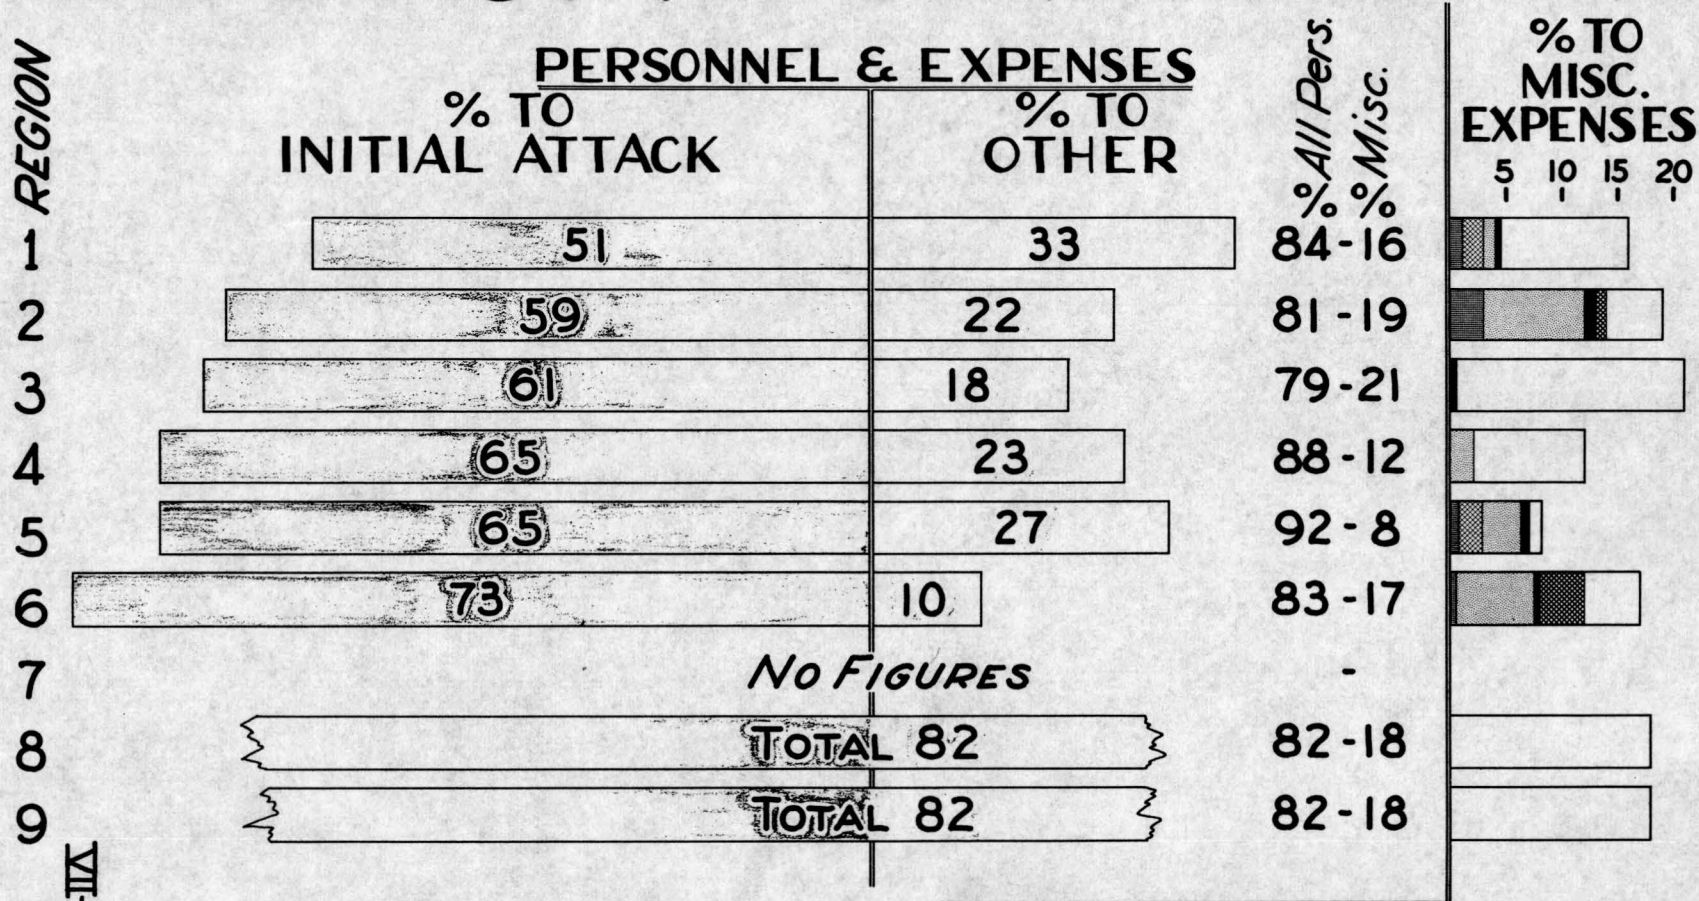 PERSONNEL & EXPENSES
% TO
INITIAL ATTACK
% TO
OTHER
REGION
% All Pers.
% Misc.
% TO
MISC.
EXPENSES
5 10 15 20
1 51 33 84-16
2 59 22 81-19
3 61 18 79-21
4 65 23 88-12
5 65 27 92-8
6 73 10 83-17
7 NO FIGURES -
8 TOTAL 82 82-18
9 TOTAL 82 82-18
VII